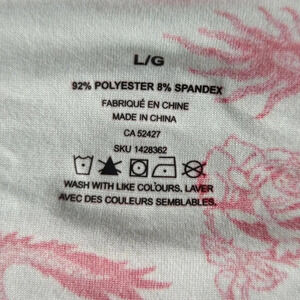 L/G
92% POLYESTER 8% SPANDEX
FABRIQUÉ EN CHINE
MADE IN CHINA
CA 52427
SKU 1428362
WASH WITH LIKE COLOURS. LAVER
AVEC DES COULEURS SEMBLABLES.